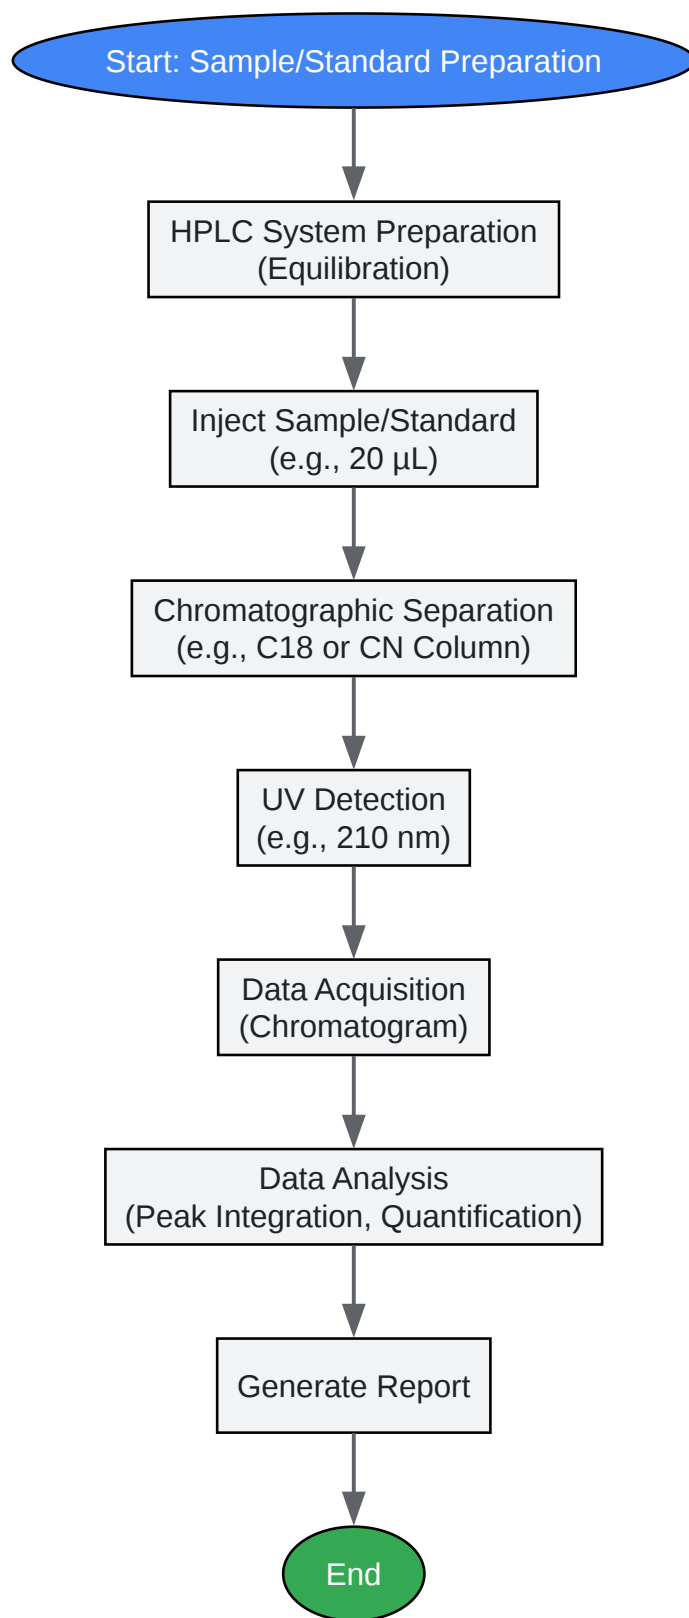 Start: Sample/Standard Preparation
HPLC System Preparation
(Equilibration)
Inject Sample/Standard
(e.g., 20 µL)
Chromatographic Separation
(e.g., C18 or CN Column)
UV Detection
(e.g., 210 nm)
Data Acquisition
(Chromatogram)
Data Analysis
(Peak Integration, Quantification)
Generate Report
End